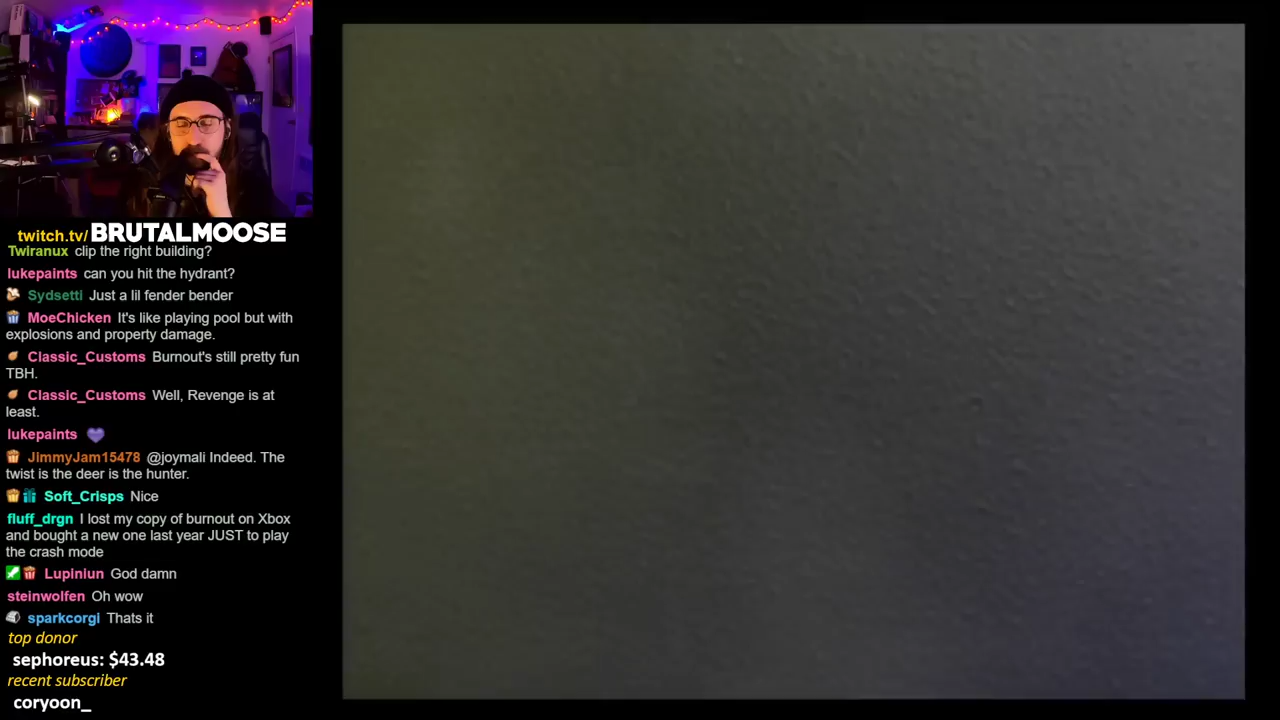 twitch.tv/BRUTALMOOSE
Twiranux clip the right building?
lukepaints can you hit the hydrant?
Sydsetti Just a lil fender bender
MoeChicken It's like playing pool but with
explosions and property damage.
Classic_Customs Burnout's still pretty fun
TBH.
Classic_Customs Well, Revenge is at
least.
lukepaints
JimmyJam15478 @joymali Indeed. The
twist is the deer is the hunter.
Soft_Crisps Nice
fluff_drgn I lost my copy of burnout on Xbox
and bought a new one last year JUST to play
the crash mode
Lupiniun God damn
steinwolfen Oh wow
sparkcorgi Thats it
top donor
sephoreus: $43.48
recent subscriber
coryoon_